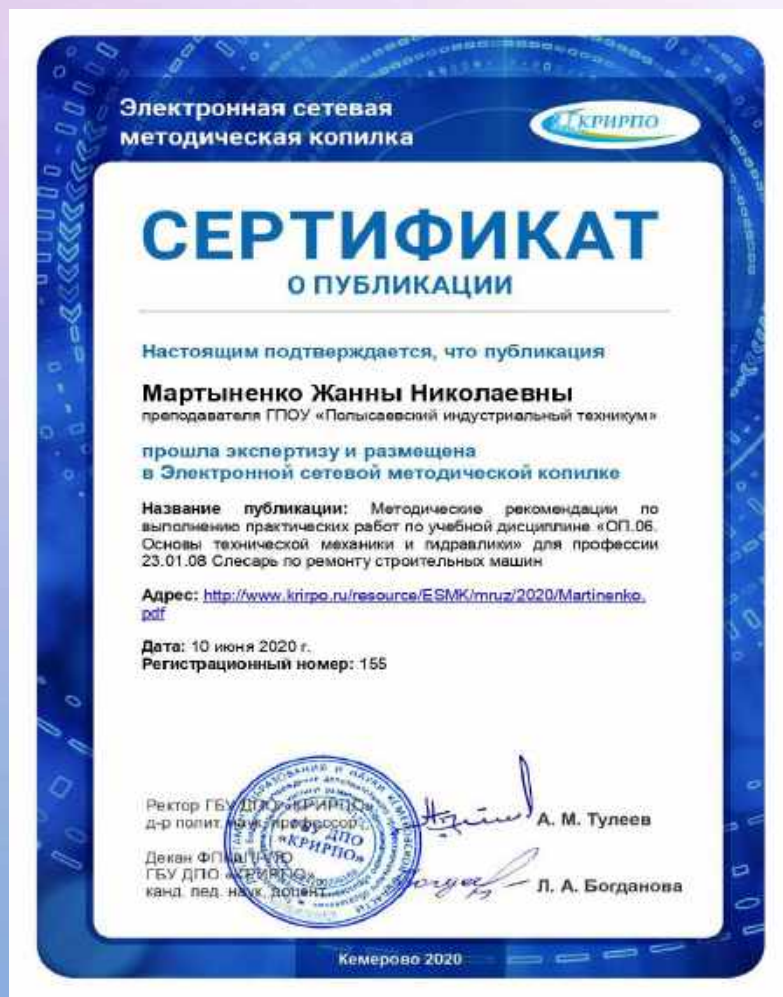 Электронная сетевая
методическая копилка
КРИРПО
СЕРТИФИКАТ
О ПУБЛИКАЦИИ
Настоящим подтверждается, что публикация
Мартыненко Жанны Николаевны
преподавателя ГПОУ «Полысаевский индустриальный техникум»
прошла экспертизу и размещена
в Электронной сетевой методической копилке
Название публикации: Методические рекомендации по
выполнению практических работ по учебной дисциплине «ОП.06.
Основы технической механики и гидравлики» для профессии
23.01.08 Слесарь по ремонту строительных машин
Адрес: http://www.krirpo.ru/resource/ESMK/mruz/2020/Martinenko.
pdf
Дата: 10 июня 2020 г.
Регистрационный номер: 155
Ректор ГБУ ДПО «КРИРПО»,
д-р полит. наук, профессор
А. М. Тулеев
Декан
ГБУ ДПО «КРИРПО»,
канд. пед. наук, доцент
Л. А. Богданова
ГБУ ДПО
«КРИРПО»
Кемерово 2020